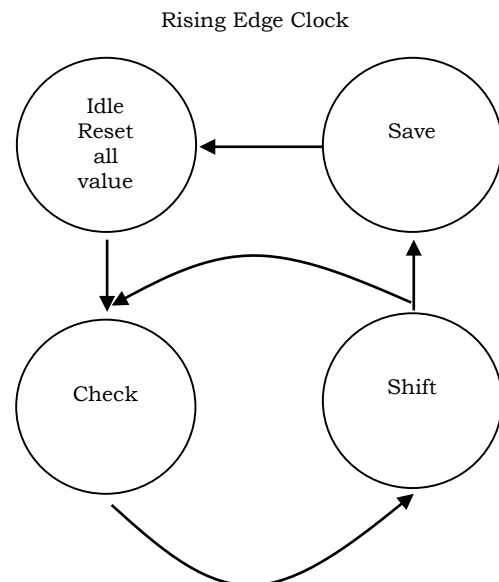 Rising Edge Clock
Idle
Reset
all
value
Save
Check
Shift